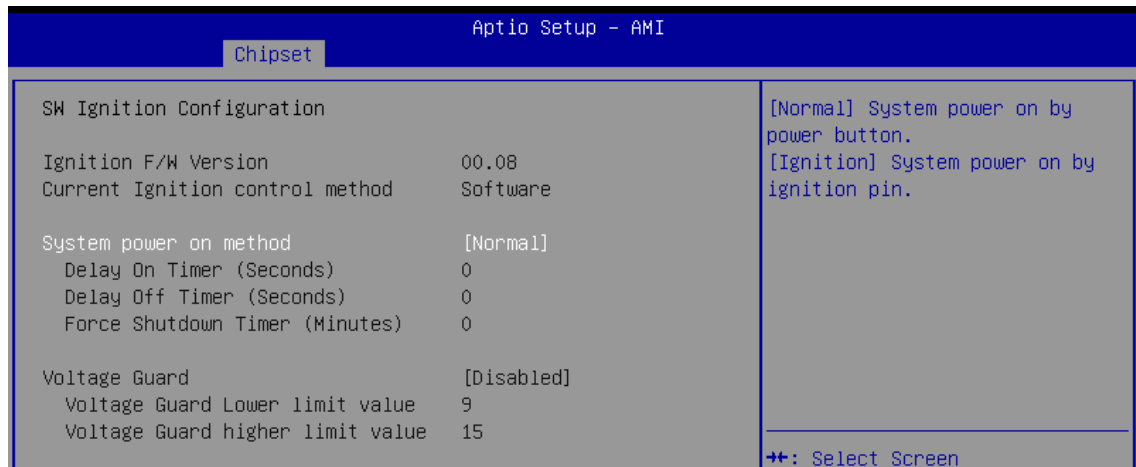 Aptio Setup – AMI
Chipset
SW Ignition Configuration
Ignition F/W Version 00.08
Current Ignition control method Software
System power on method [Normal]
Delay On Timer (Seconds) 0
Delay Off Timer (Seconds) 0
Force Shutdown Timer (Minutes) 0
Voltage Guard [Disabled]
Voltage Guard Lower limit value 9
Voltage Guard higher limit value 15
[Normal] System power on by
power button.
[Ignition] System power on by
ignition pin.
→←: Select Screen